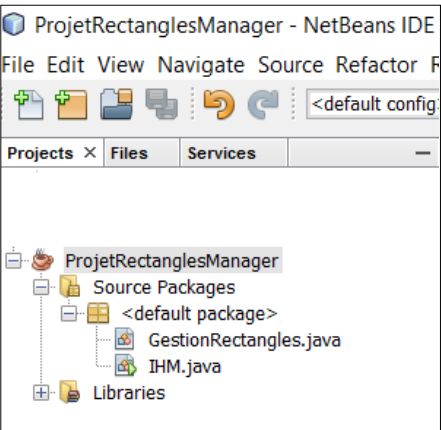 ProjetRectanglesManager - NetBeans IDE
File Edit View Navigate Source Refactor
<default config
Projects × Files Services
ProjetRectanglesManager
Source Packages
<default package>
GestionRectangles.java
IHM.java
Libraries